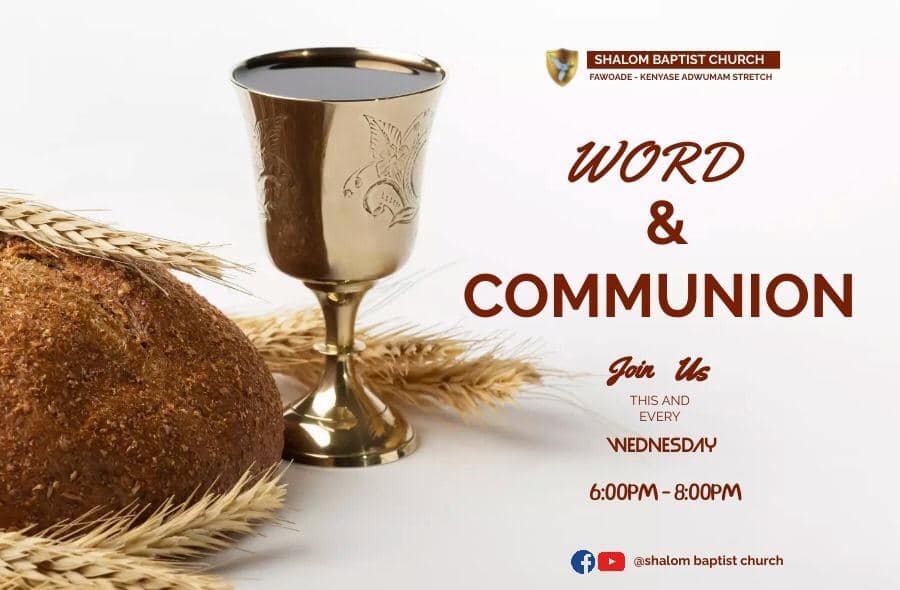 SHALOM BAPTIST CHURCH
FAWOADE - KENYASE ADWUMAM STRETCH
WORD
&
COMMUNION
Join Us
THIS AND
EVERY
WEDNESDAY
6:00PM - 8:00PM
@shalom baptist church